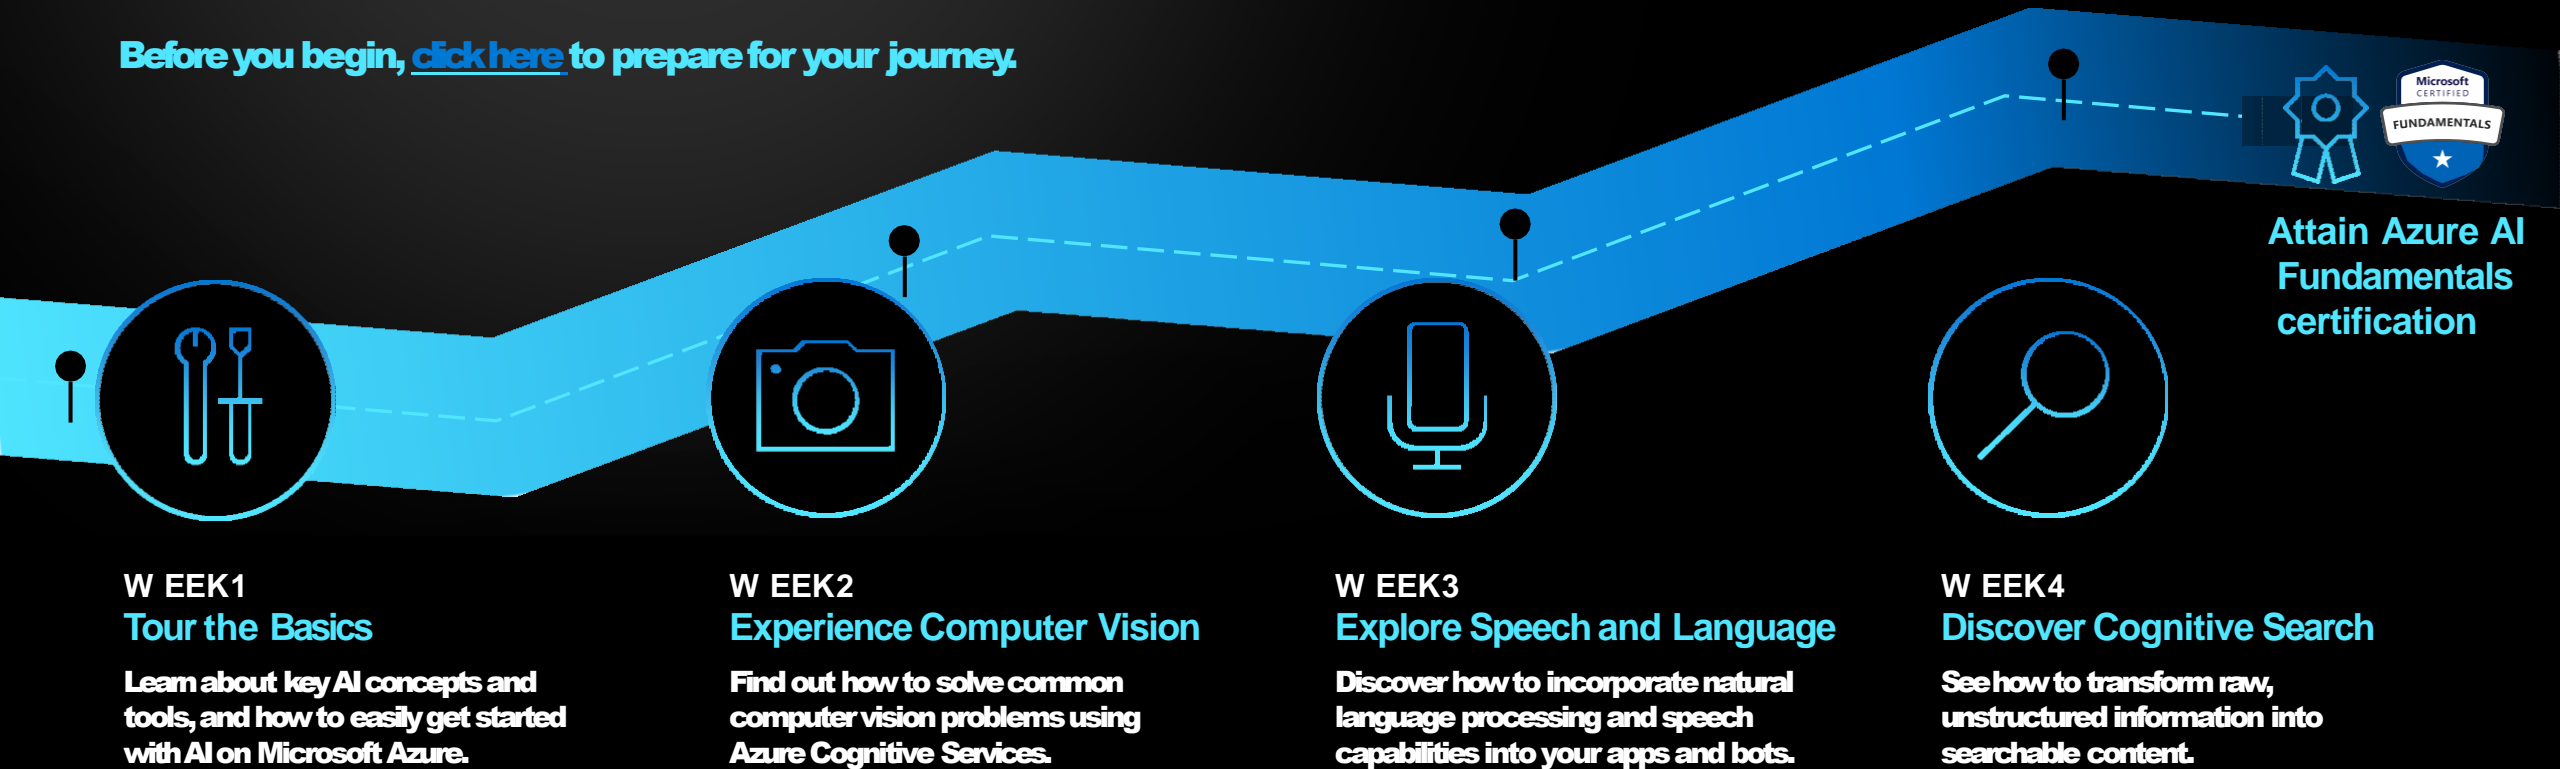 Before you begin, click here to prepare for your journey.
Microsoft
CERTIFIED
FUNDAMENTALS
Attain Azure AI
Fundamentals
certification
WEEK1
Tour the Basics
Learn about key AI concepts and
tools, and how to easily get started
with AI on Microsoft Azure.
WEEK2
Experience Computer Vision
Find out how to solve common
computer vision problems using
Azure Cognitive Services.
WEEK3
Explore Speech and Language
Discover how to incorporate natural
language processing and speech
capabilities into your apps and bots.
WEEK4
Discover Cognitive Search
See how to transform raw,
unstructured information into
searchable content.